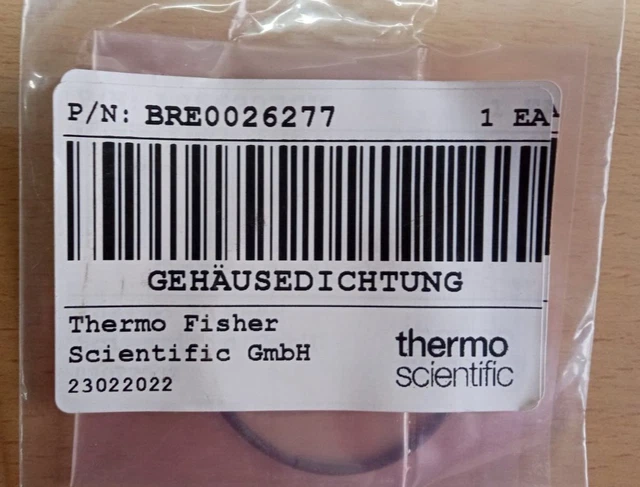 P/N: BRE0026277 1 EA
GEHÄUSEDICHTUNG
Thermo Fisher
Scientific GmbH
23022022
thermo
scientific